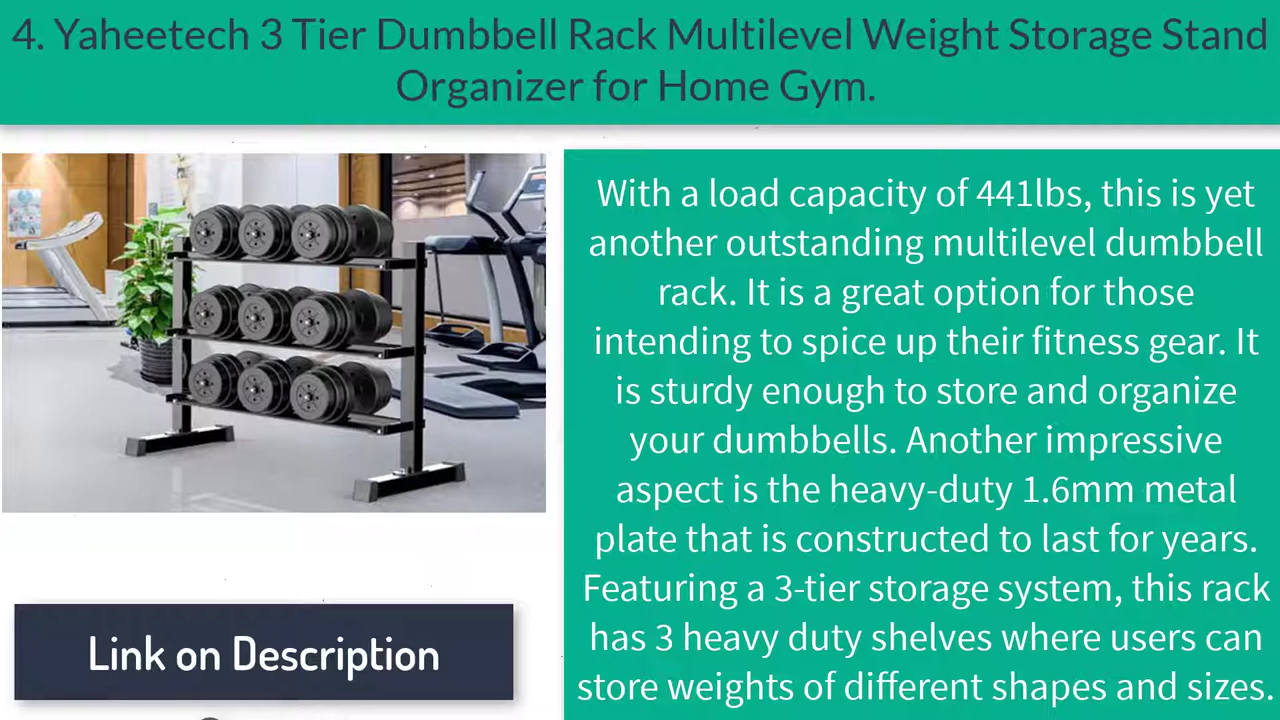 4. Yaheetech 3 Tier Dumbbell Rack Multilevel Weight Storage Stand
Organizer for Home Gym.
With a load capacity of 441lbs, this is yet
another outstanding multilevel dumbbell
rack. It is a great option for those
intending to spice up their fitness gear. It
is sturdy enough to store and organize
your dumbbells. Another impressive
aspect is the heavy-duty 1.6mm metal
plate that is constructed to last for years.
Featuring a 3-tier storage system, this rack
has 3 heavy duty shelves where users can
store weights of different shapes and sizes.
Link on Description